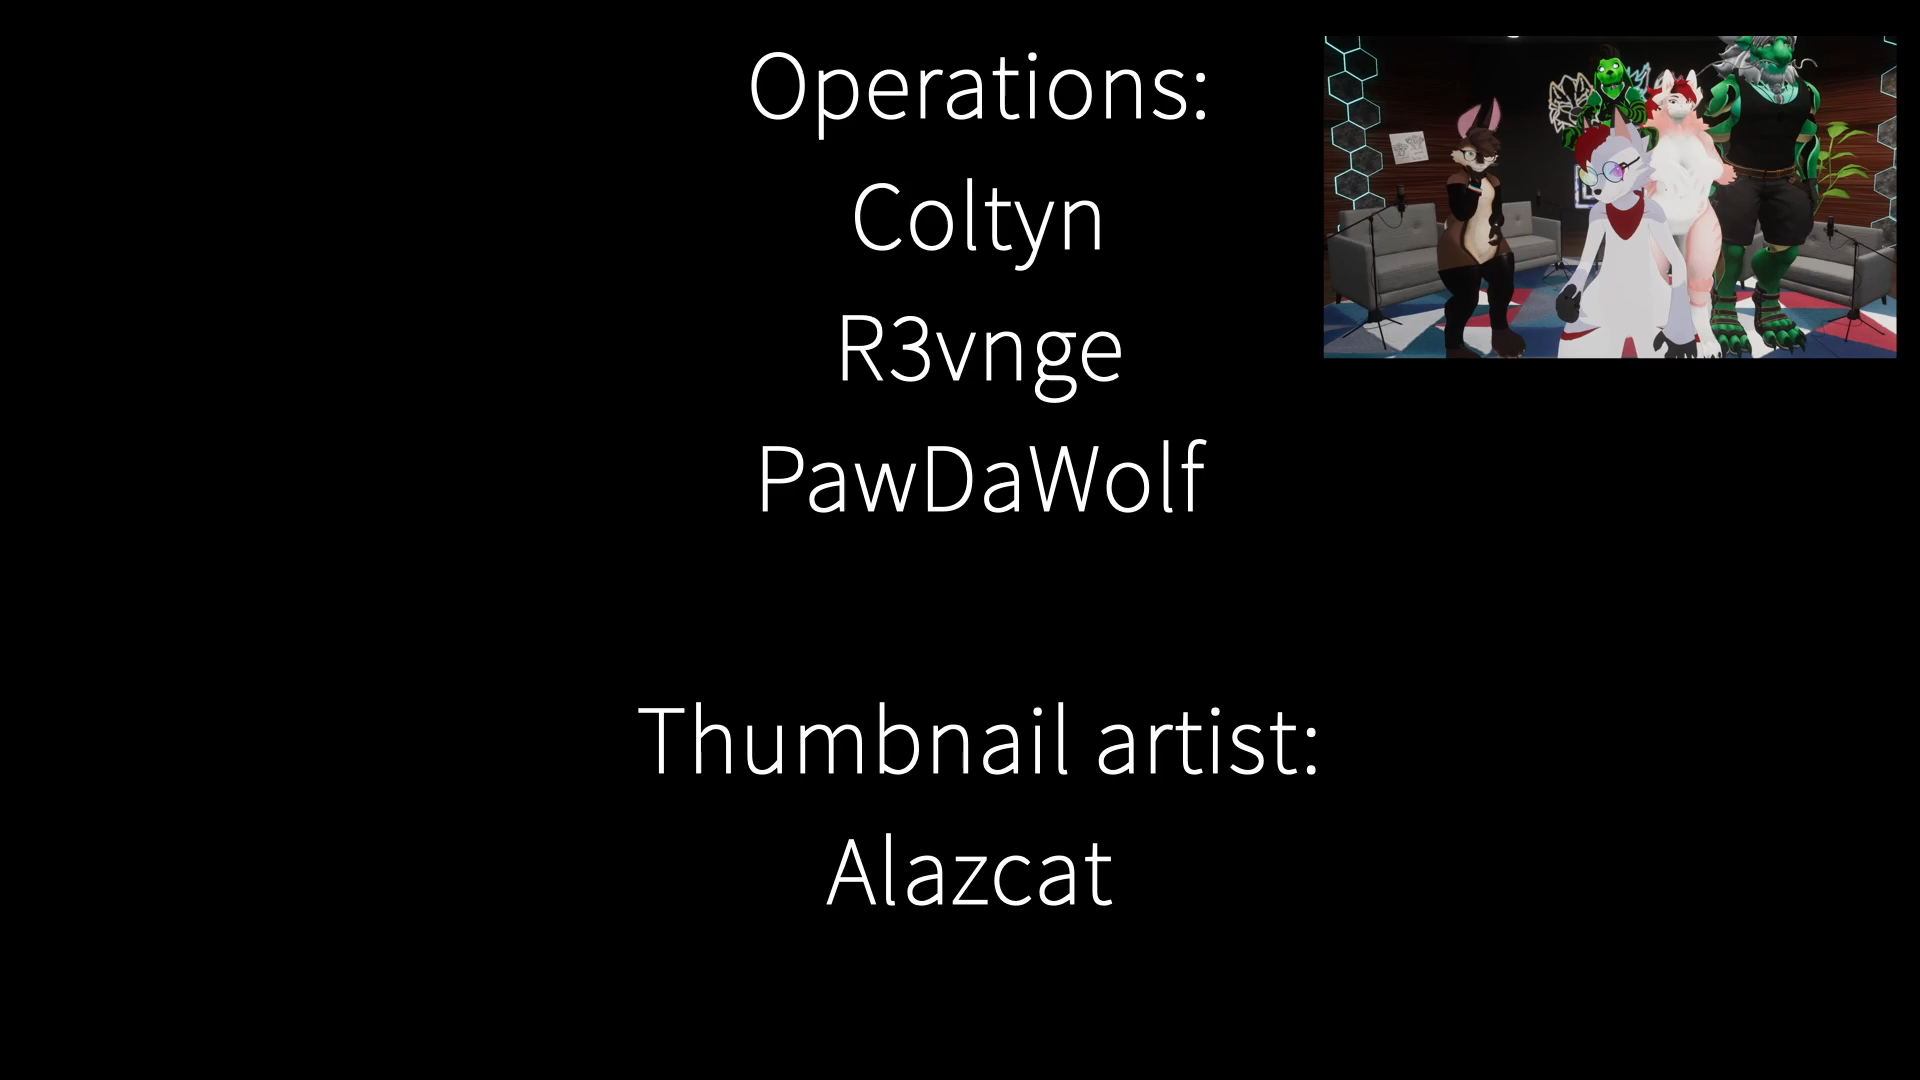 Operations:
Coltyn
R3vnge
PawDaWolf
Thumbnail artist:
Alazcat